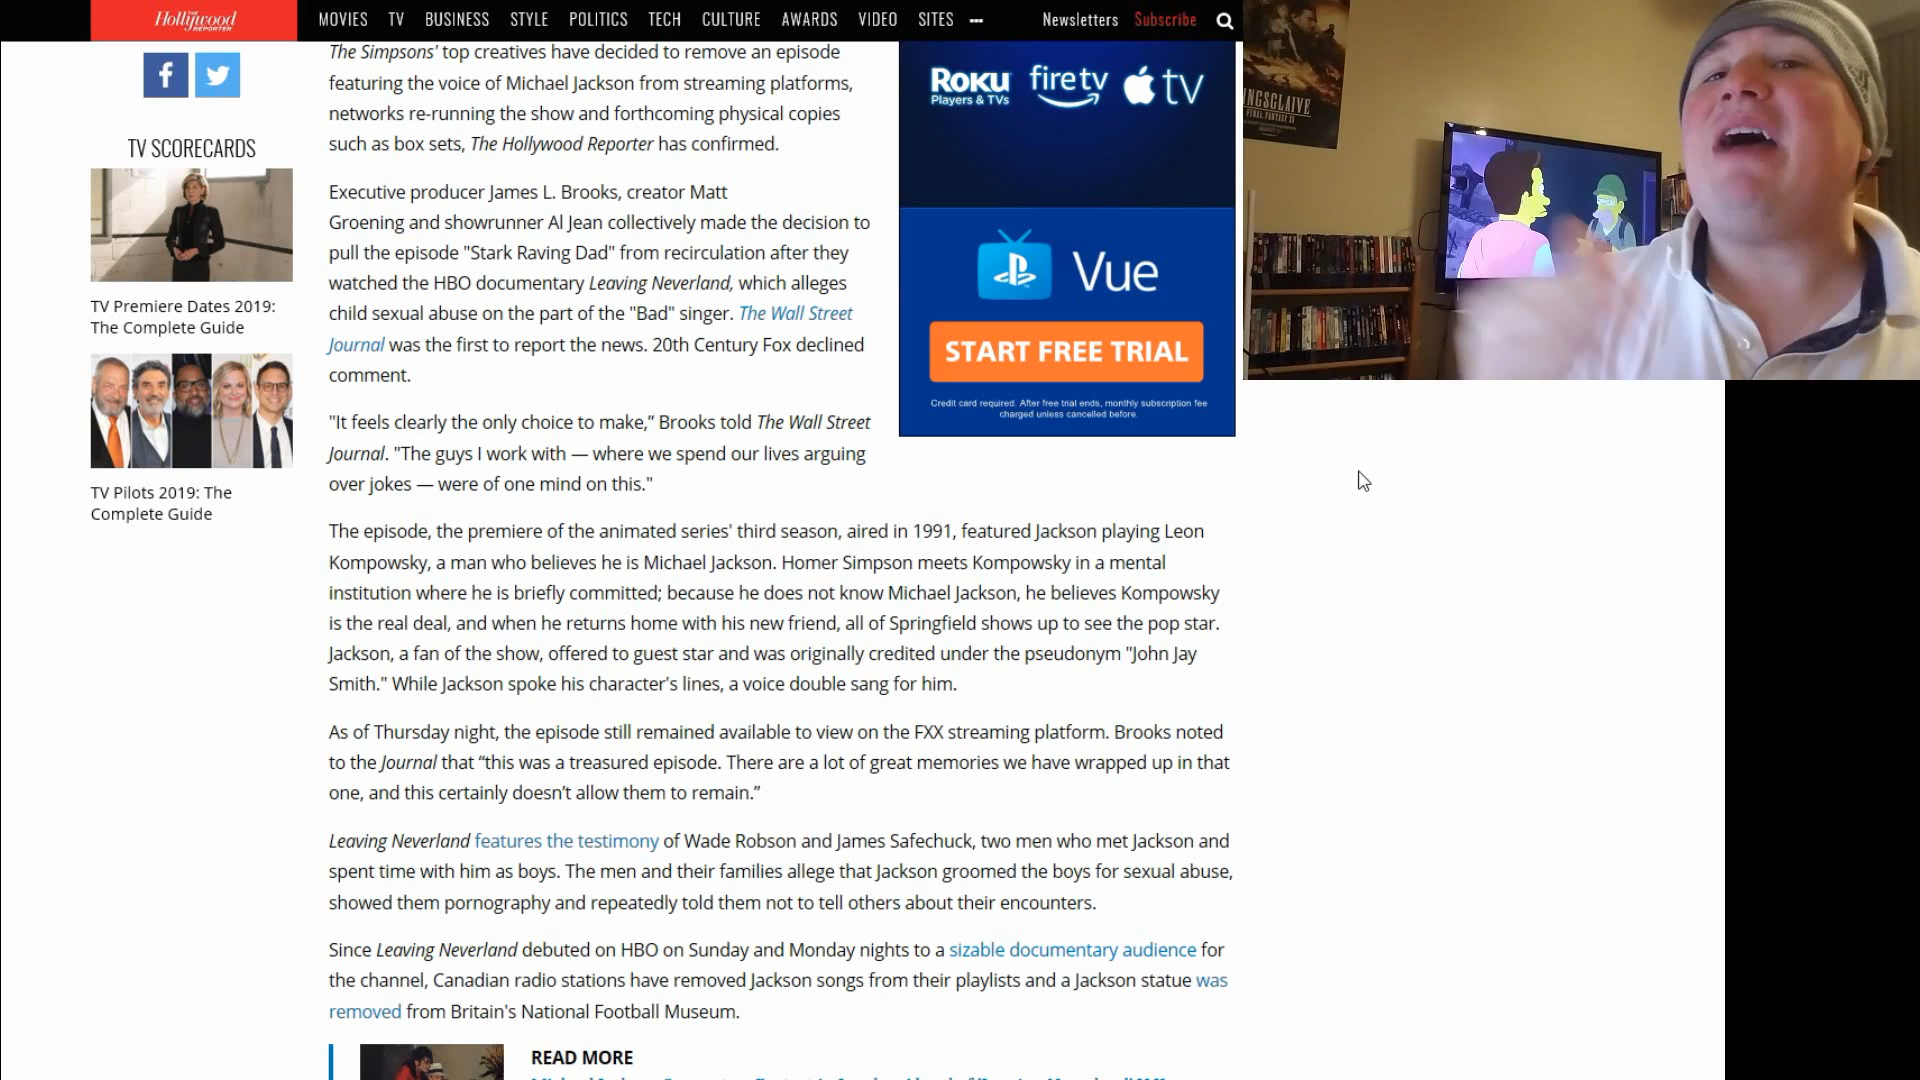 THE
Hollywood
REPORTER
MOVIES TV BUSINESS STYLE POLITICS TECH CULTURE AWARDS VIDEO SITES ••• Newsletters Subscribe
TV SCORECARDS
TV Premiere Dates 2019:
The Complete Guide
TV Pilots 2019: The
Complete Guide
The Simpsons' top creatives have decided to remove an episode
featuring the voice of Michael Jackson from streaming platforms,
networks re-running the show and forthcoming physical copies
such as box sets, The Hollywood Reporter has confirmed.
Executive producer James L. Brooks, creator Matt
Groening and showrunner Al Jean collectively made the decision to
pull the episode "Stark Raving Dad" from recirculation after they
watched the HBO documentary Leaving Neverland, which alleges
child sexual abuse on the part of the "Bad" singer. The Wall Street
Journal was the first to report the news. 20th Century Fox declined
comment.
"It feels clearly the only choice to make,” Brooks told The Wall Street
Journal. "The guys I work with — where we spend our lives arguing
over jokes — were of one mind on this."
The episode, the premiere of the animated series' third season, aired in 1991, featured Jackson playing Leon
Kompowsky, a man who believes he is Michael Jackson. Homer Simpson meets Kompowsky in a mental
institution where he is briefly committed; because he does not know Michael Jackson, he believes Kompowsky
is the real deal, and when he returns home with his new friend, all of Springfield shows up to see the pop star.
Jackson, a fan of the show, offered to guest star and was originally credited under the pseudonym "John Jay
Smith." While Jackson spoke his character's lines, a voice double sang for him.
As of Thursday night, the episode still remained available to view on the FXX streaming platform. Brooks noted
to the Journal that “this was a treasured episode. There are a lot of great memories we have wrapped up in that
one, and this certainly doesn’t allow them to remain.”
Leaving Neverland features the testimony of Wade Robson and James Safechuck, two men who met Jackson and
spent time with him as boys. The men and their families allege that Jackson groomed the boys for sexual abuse,
showed them pornography and repeatedly told them not to tell others about their encounters.
Since Leaving Neverland debuted on HBO on Sunday and Monday nights to a sizable documentary audience for
the channel, Canadian radio stations have removed Jackson songs from their playlists and a Jackson statue was
removed from Britain's National Football Museum.
READ MORE
ROKU fire tv tv
Players & TVs
Vue
START FREE TRIAL
Credit card required. After free trial ends, monthly subscription fee
charged unless cancelled before.
NGSGLAIVE
FINAL FANTASY XV